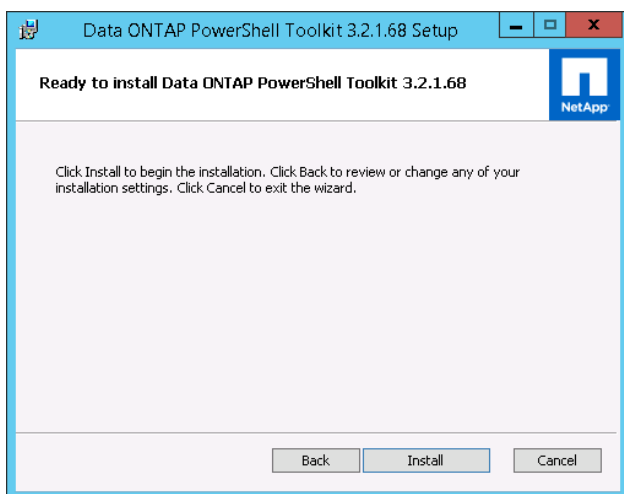 Data ONTAP PowerShell Toolkit 3.2.1.68 Setup
Ready to install Data ONTAP PowerShell Toolkit 3.2.1.68
NetApp
Click Install to begin the installation. Click Back to review or change any of your
installation settings. Click Cancel to exit the wizard.
Back
Install
Cancel